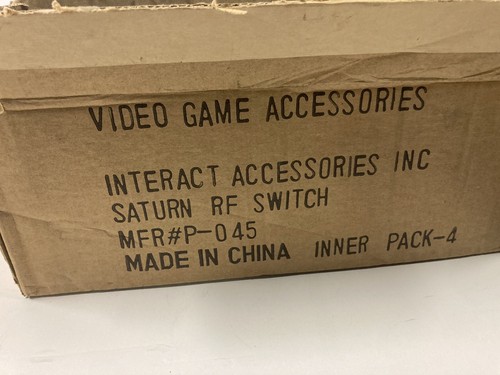 VIDEO GAME ACCESSORIES
INTERACT ACCESSORIES INC
SATURN RF SWITCH
MFR#P-045
MADE IN CHINA INNER PACK-4